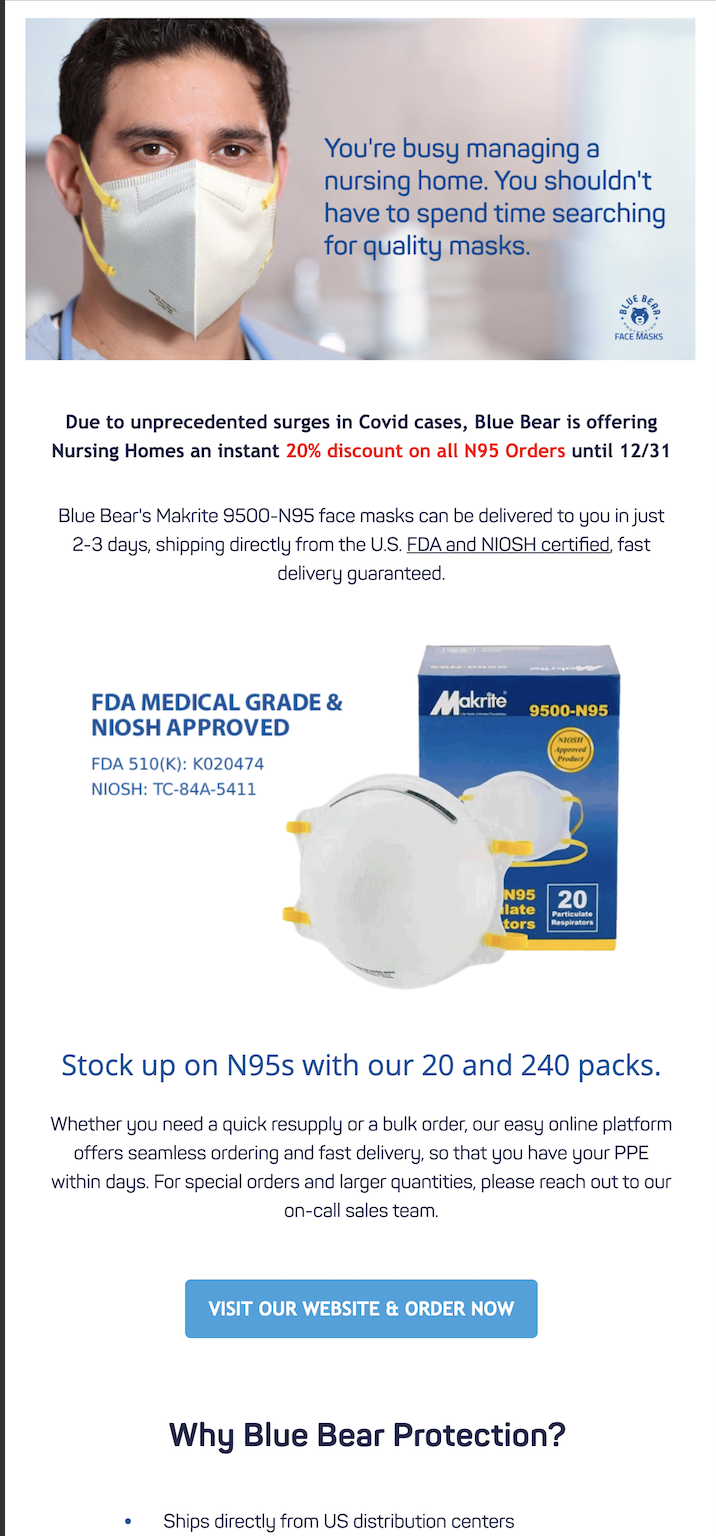 You're busy managing a
nursing home. You shouldn't
have to spend time searching
for quality masks.
BLUE BEAR
PROTECTION
FACE MASKS
Due to unprecedented surges in Covid cases, Blue Bear is offering
Nursing Homes an instant 20% discount on all N95 Orders until 12/31
Blue Bear's Makrite 9500-N95 face masks can be delivered to you in just
2-3 days, shipping directly from the U.S. FDA and NIOSH certified, fast
delivery guaranteed.
FDA MEDICAL GRADE &
NIOSH APPROVED
FDA 510(K): K020474
NIOSH: TC-84A-5411
Makrite
9500-N95
NIOSH
Approved
Product
N95
late
tors
20
Particulate
Respirators
Stock up on N95s with our 20 and 240 packs.
Whether you need a quick resupply or a bulk order, our easy online platform
offers seamless ordering and fast delivery, so that you have your PPE
within days. For special orders and larger quantities, please reach out to our
on-call sales team.
VISIT OUR WEBSITE & ORDER NOW
Why Blue Bear Protection?
• Ships directly from US distribution centers